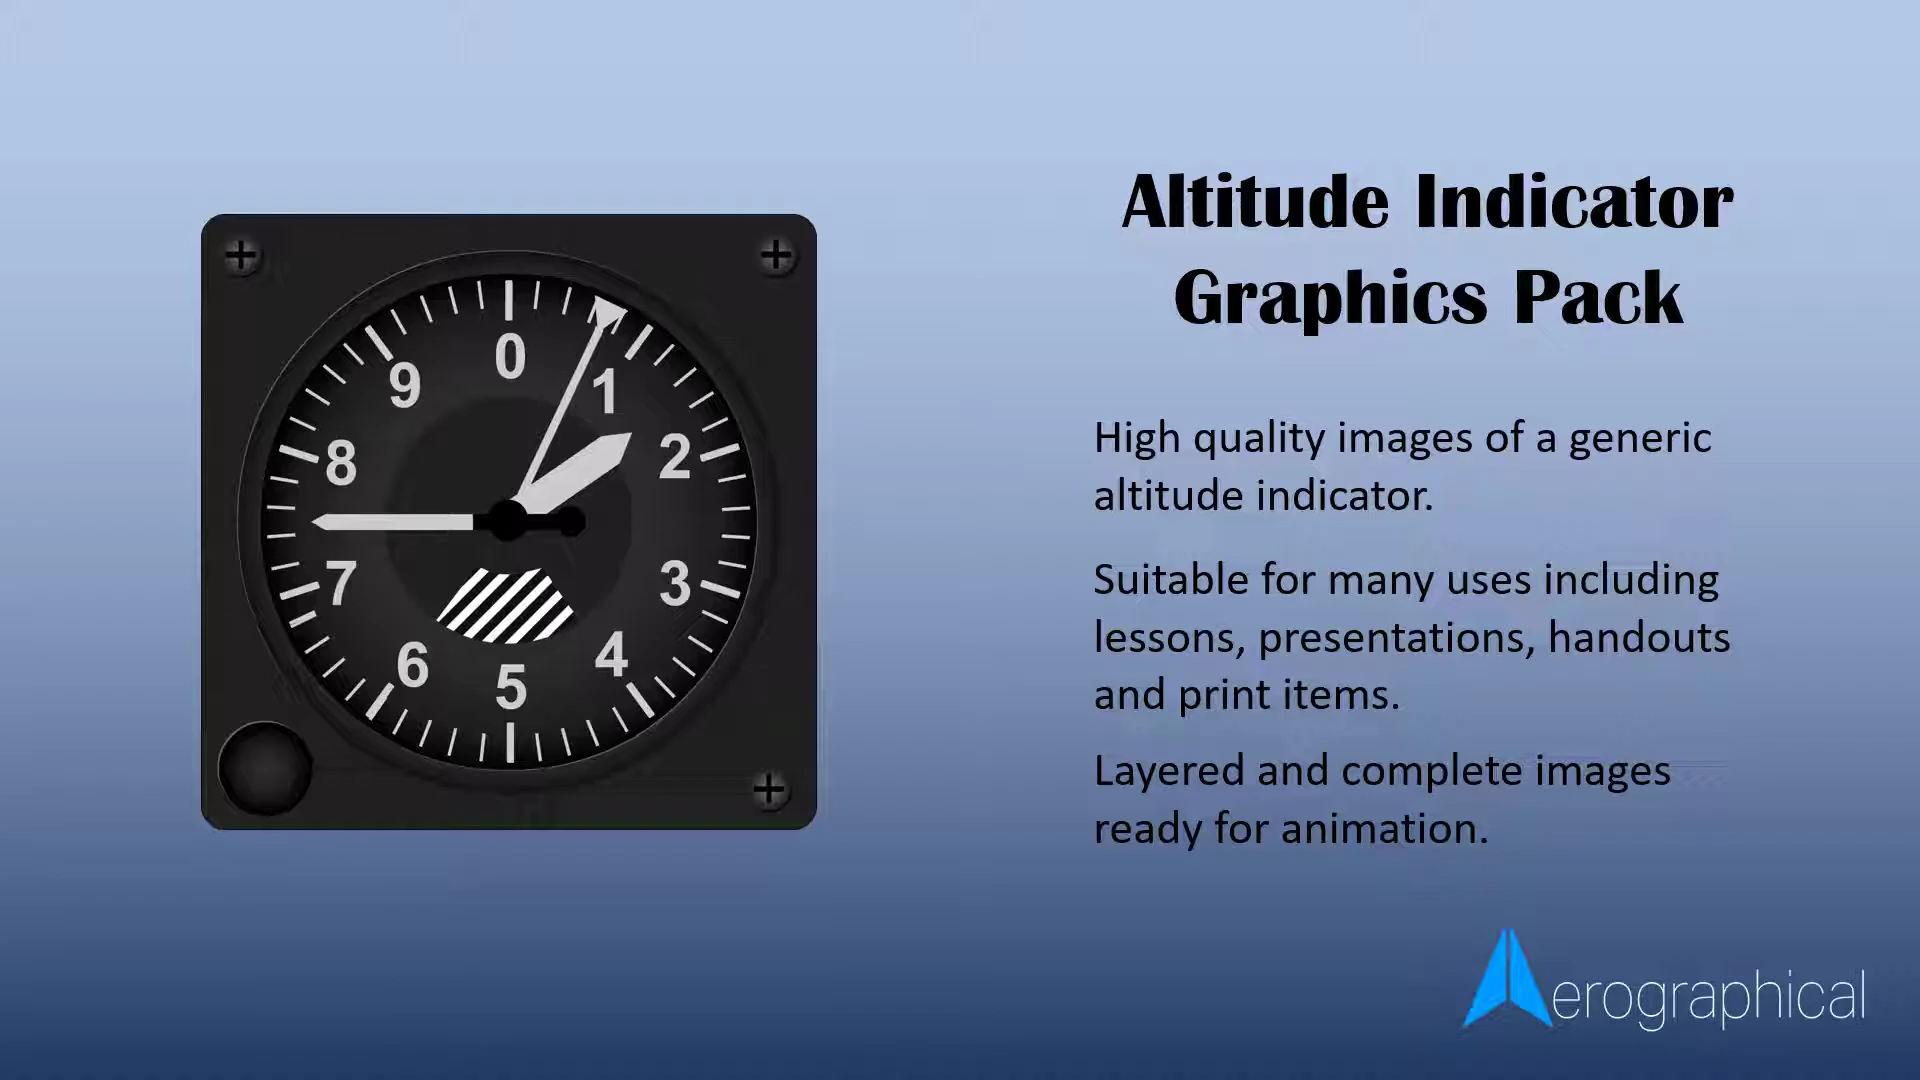 Altitude Indicator
Graphics Pack
0
1
2
3
4
5
6
7
8
9
High quality images of a generic
altitude indicator.
Suitable for many uses including
lessons, presentations, handouts
and print items.
Layered and complete images
ready for animation.
Aerographical